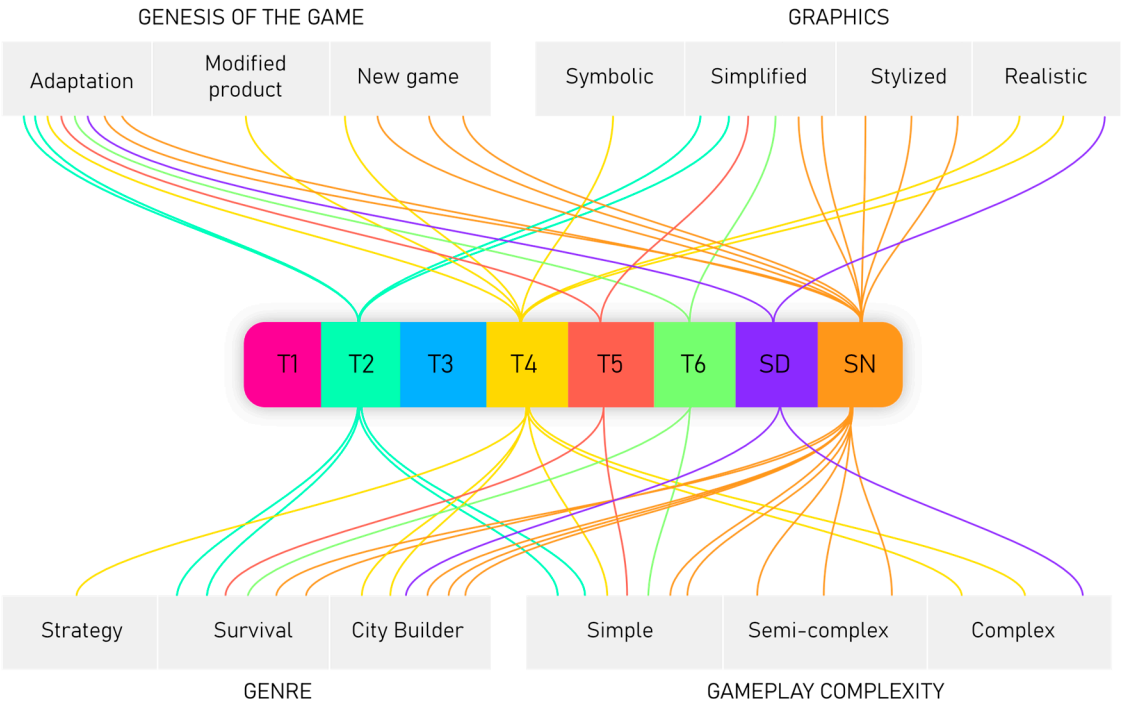 GENESIS OF THE GAME
GRAPHICS
Adaptation
Modified
product
New game
Symbolic
Simplified
Stylized
Realistic
T1
T2
T3
T4
T5
T6
SD
SN
Strategy
Survival
City Builder
Simple
Semi-complex
Complex
GENRE
GAMEPLAY COMPLEXITY